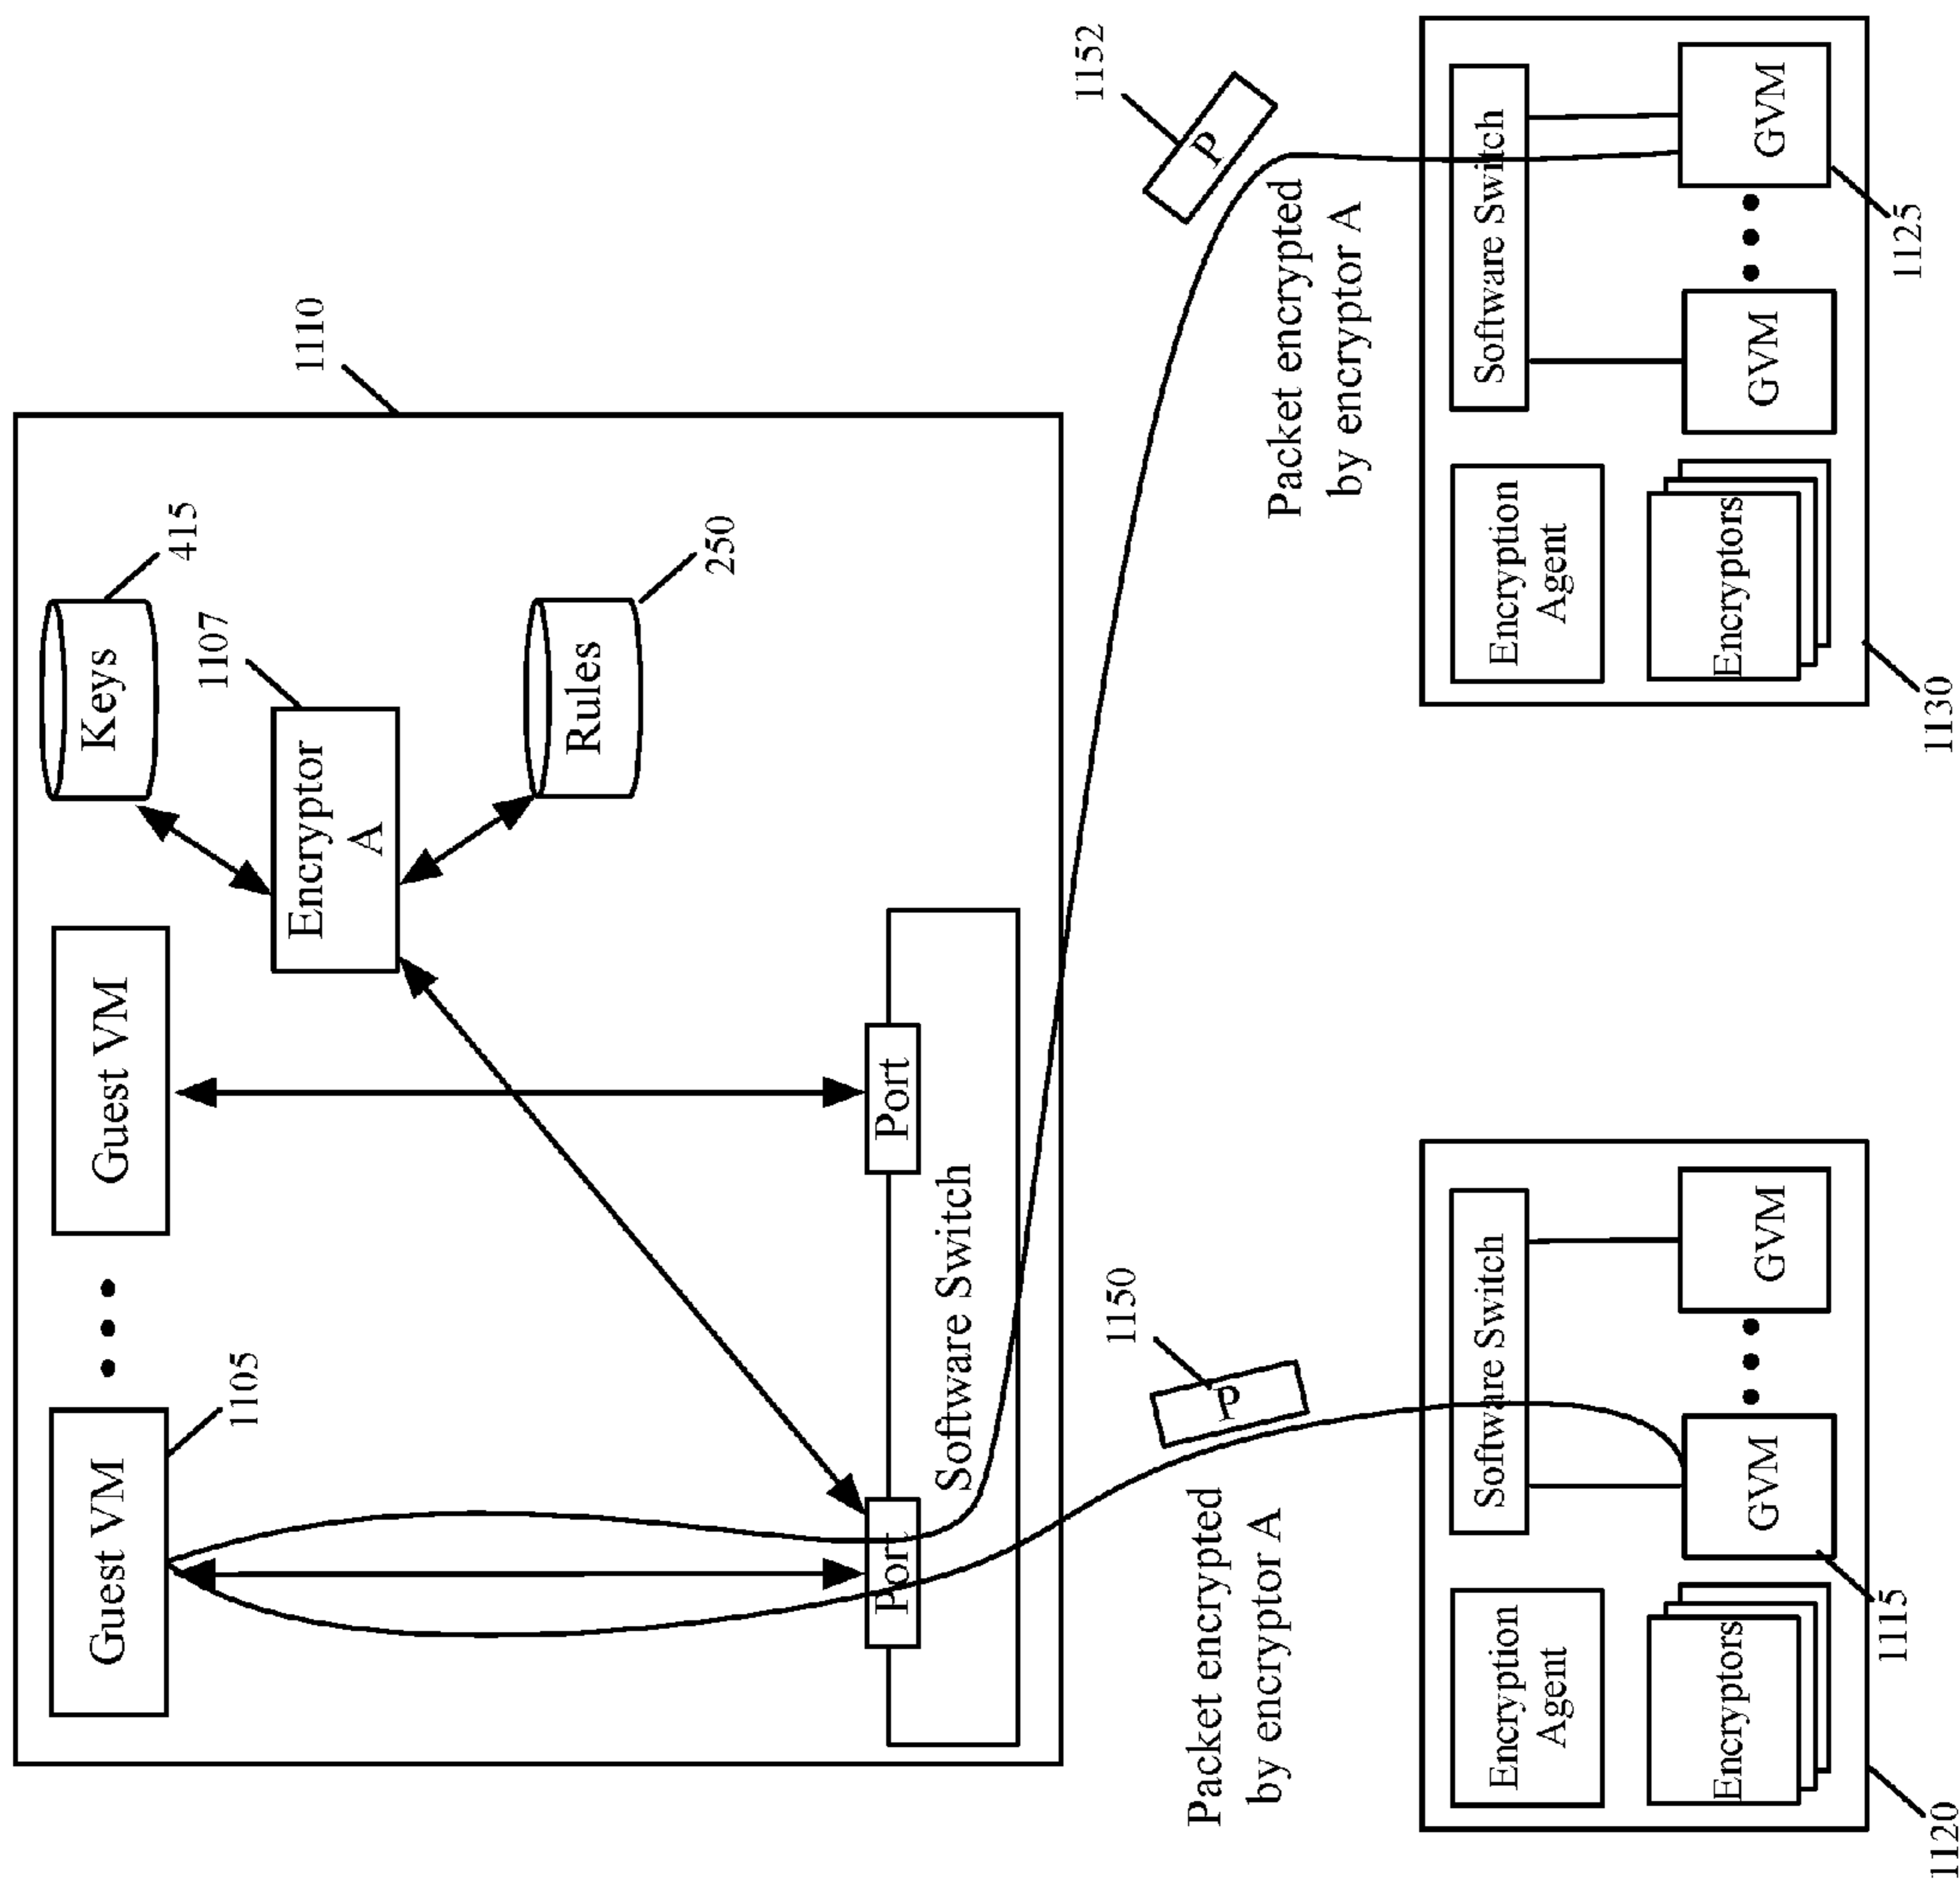 1110
Guest VM
Guest VM
Keys
415
1105
1107
Encryptor
A
Rules
250
Port
Port
Software Switch
1150
P
1152
P
Packet encrypted
by encryptor A
Packet encrypted
by encryptor A
Encryption
Agent
Software Switch
Encryptors
GVM
GVM
1120
1115
Encryption
Agent
Software Switch
Encryptors
GVM
GVM
1130
1125